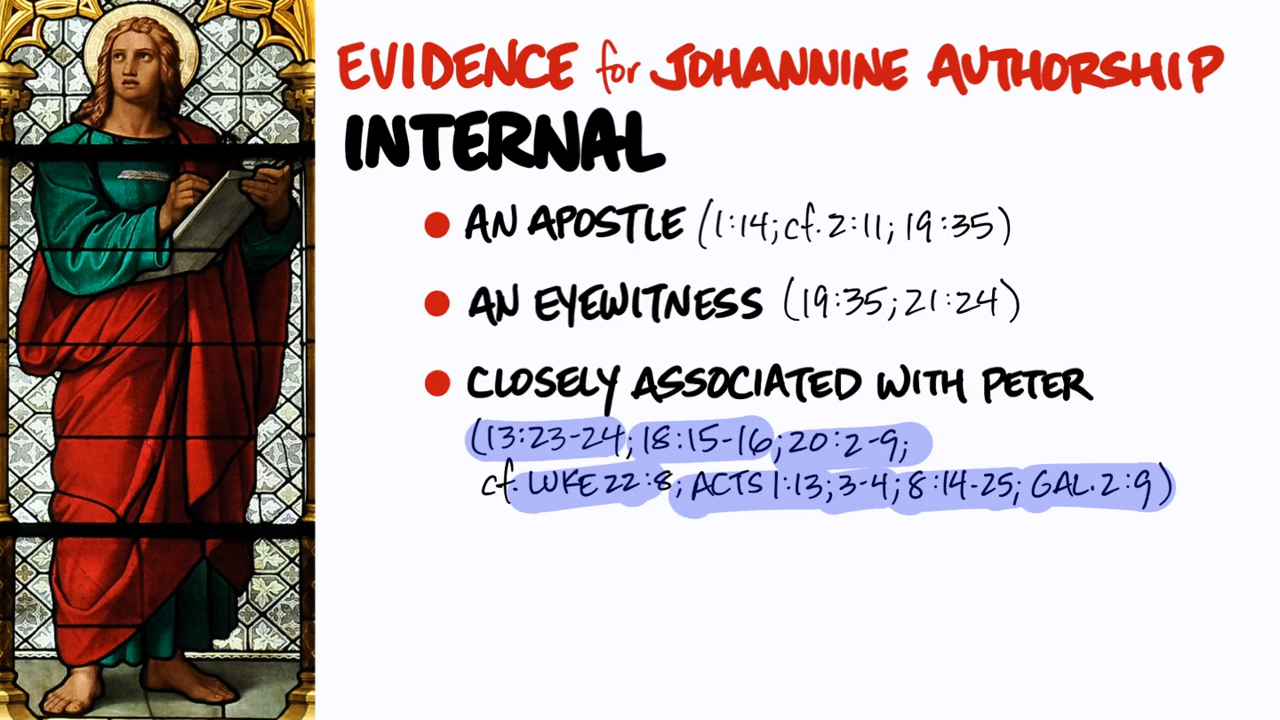 EVIDENCE for JOHANNINE AUTHORSHIP
INTERNAL
• AN APOSTLE (1:14; cf. 2:11; 19:35)
• AN EYEWITNESS (19:35; 21:24)
• CLOSELY ASSOCIATED WITH PETER
(13:23-24; 18:15-16; 20:2-9;
cf. LUKE 22:8; ACTS 1:13; 3-4; 8:14-25; GAL. 2:9)